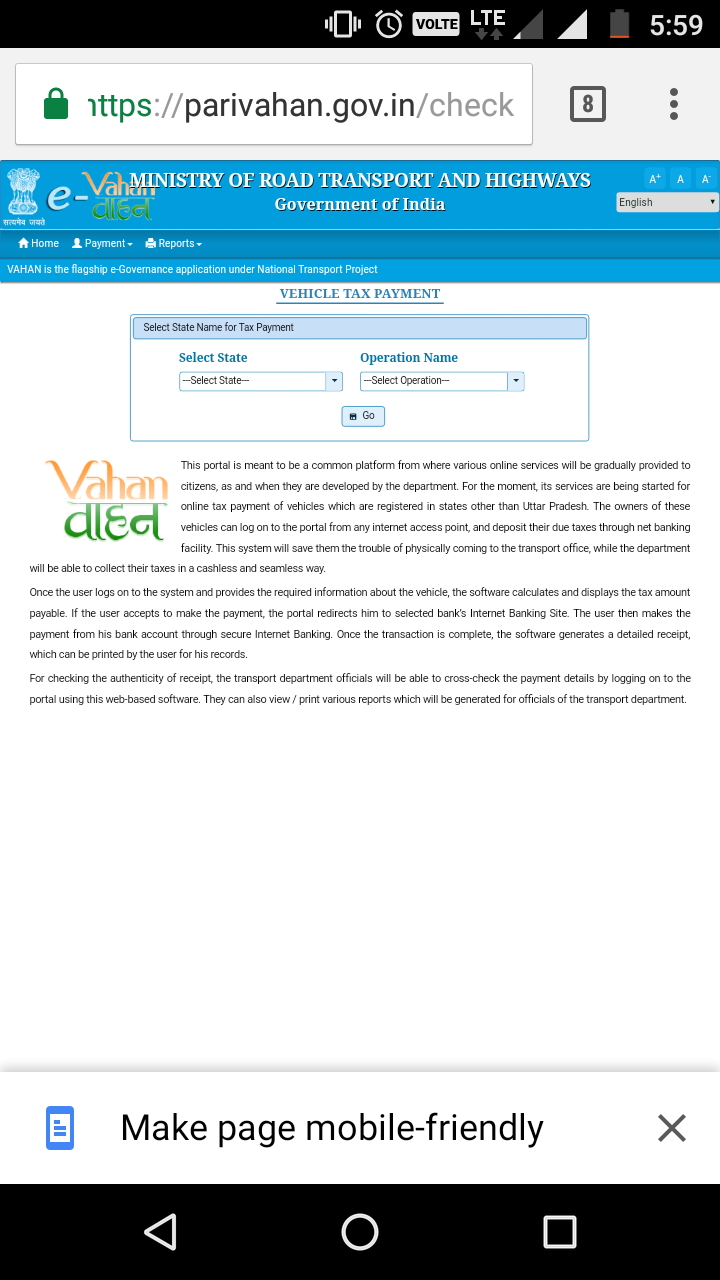 VOLTE LTE 5:59
https://parivahan.gov.in/check 8
e-Vahan
वाहन
सत्यमेव जयते
MINISTRY OF ROAD TRANSPORT AND HIGHWAYS
Government of India
A+ A A-
English
Home Payment Reports
VAHAN is the flagship e-Governance application under National Transport Project
VEHICLE TAX PAYMENT
Select State Name for Tax Payment
Select State Operation Name
---Select State--- ---Select Operation---
Go
Vahan
वाहन
This portal is meant to be a common platform from where various online services will be gradually provided to
citizens, as and when they are developed by the department. For the moment, its services are being started for
online tax payment of vehicles which are registered in states other than Uttar Pradesh. The owners of these
vehicles can log on to the portal from any internet access point, and deposit their due taxes through net banking
facility. This system will save them the trouble of physically coming to the transport office, while the department
will be able to collect their taxes in a cashless and seamless way.
Once the user logs on to the system and provides the required information about the vehicle, the software calculates and displays the tax amount
payable. If the user accepts to make the payment, the portal redirects him to selected bank's Internet Banking Site. The user then makes the
payment from his bank account through secure Internet Banking. Once the transaction is complete, the software generates a detailed receipt,
which can be printed by the user for his records.
For checking the authenticity of receipt, the transport department officials will be able to cross-check the payment details by logging on to the
portal using this web-based software. They can also view / print various reports which will be generated for officials of the transport department.
Make page mobile-friendly